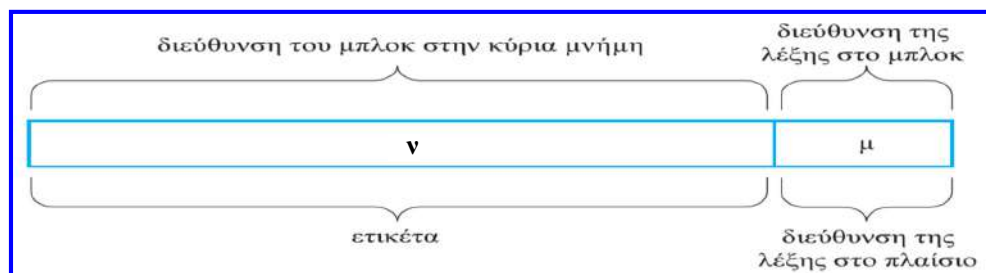 διεύθυνση του μπλοκ στην κύρια μνήμη
διεύθυνση της
λέξης στο μπλοκ
ν
μ
ετικέτα
διεύθυνση της
λέξης στο πλαίσιο